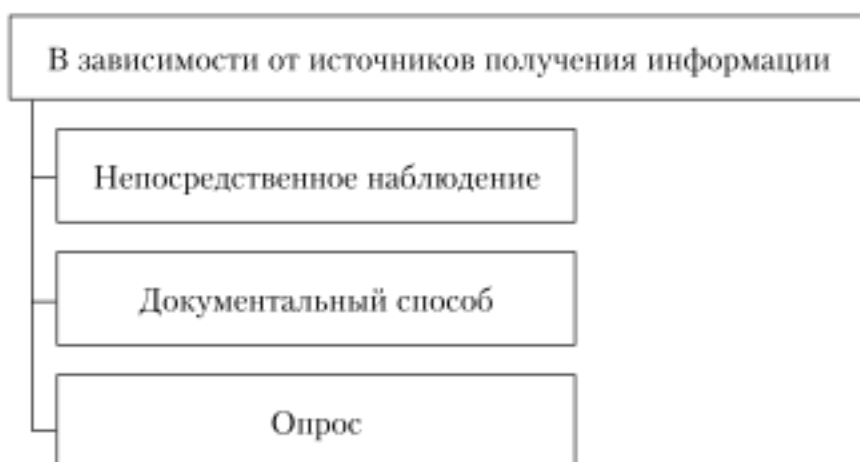 В зависимости от источников получения информации
Непосредственное наблюдение
Документальный способ
Опрос